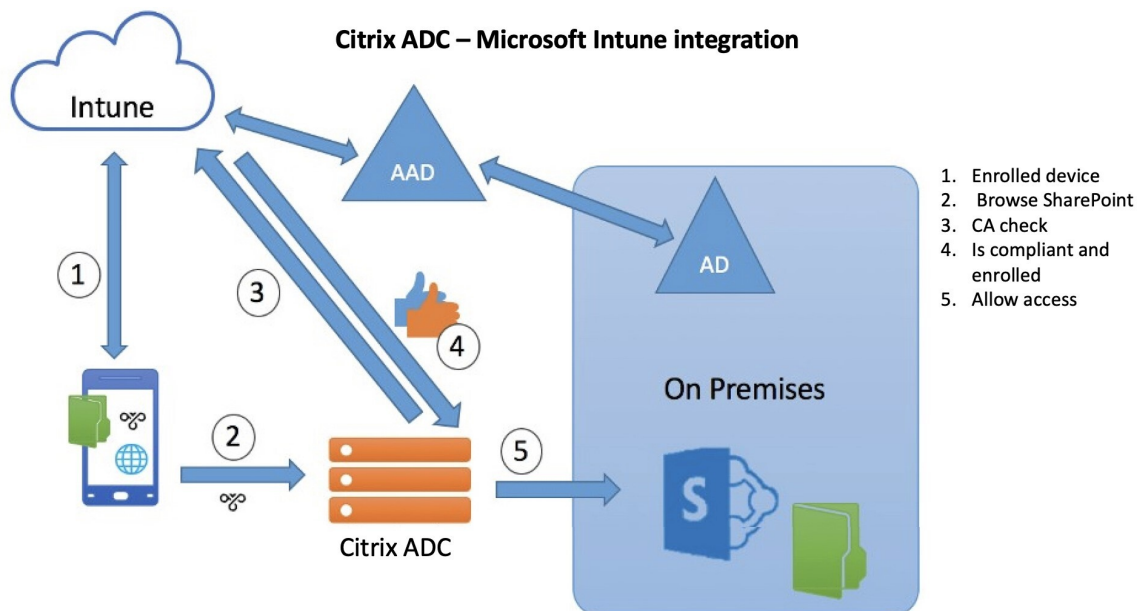 Citrix ADC – Microsoft Intune integration
Intune
AAD
AD
1
3
4
2
5
On Premises
S
Citrix ADC
1. Enrolled device
2. Browse SharePoint
3. CA check
4. Is compliant and
enrolled
5. Allow access